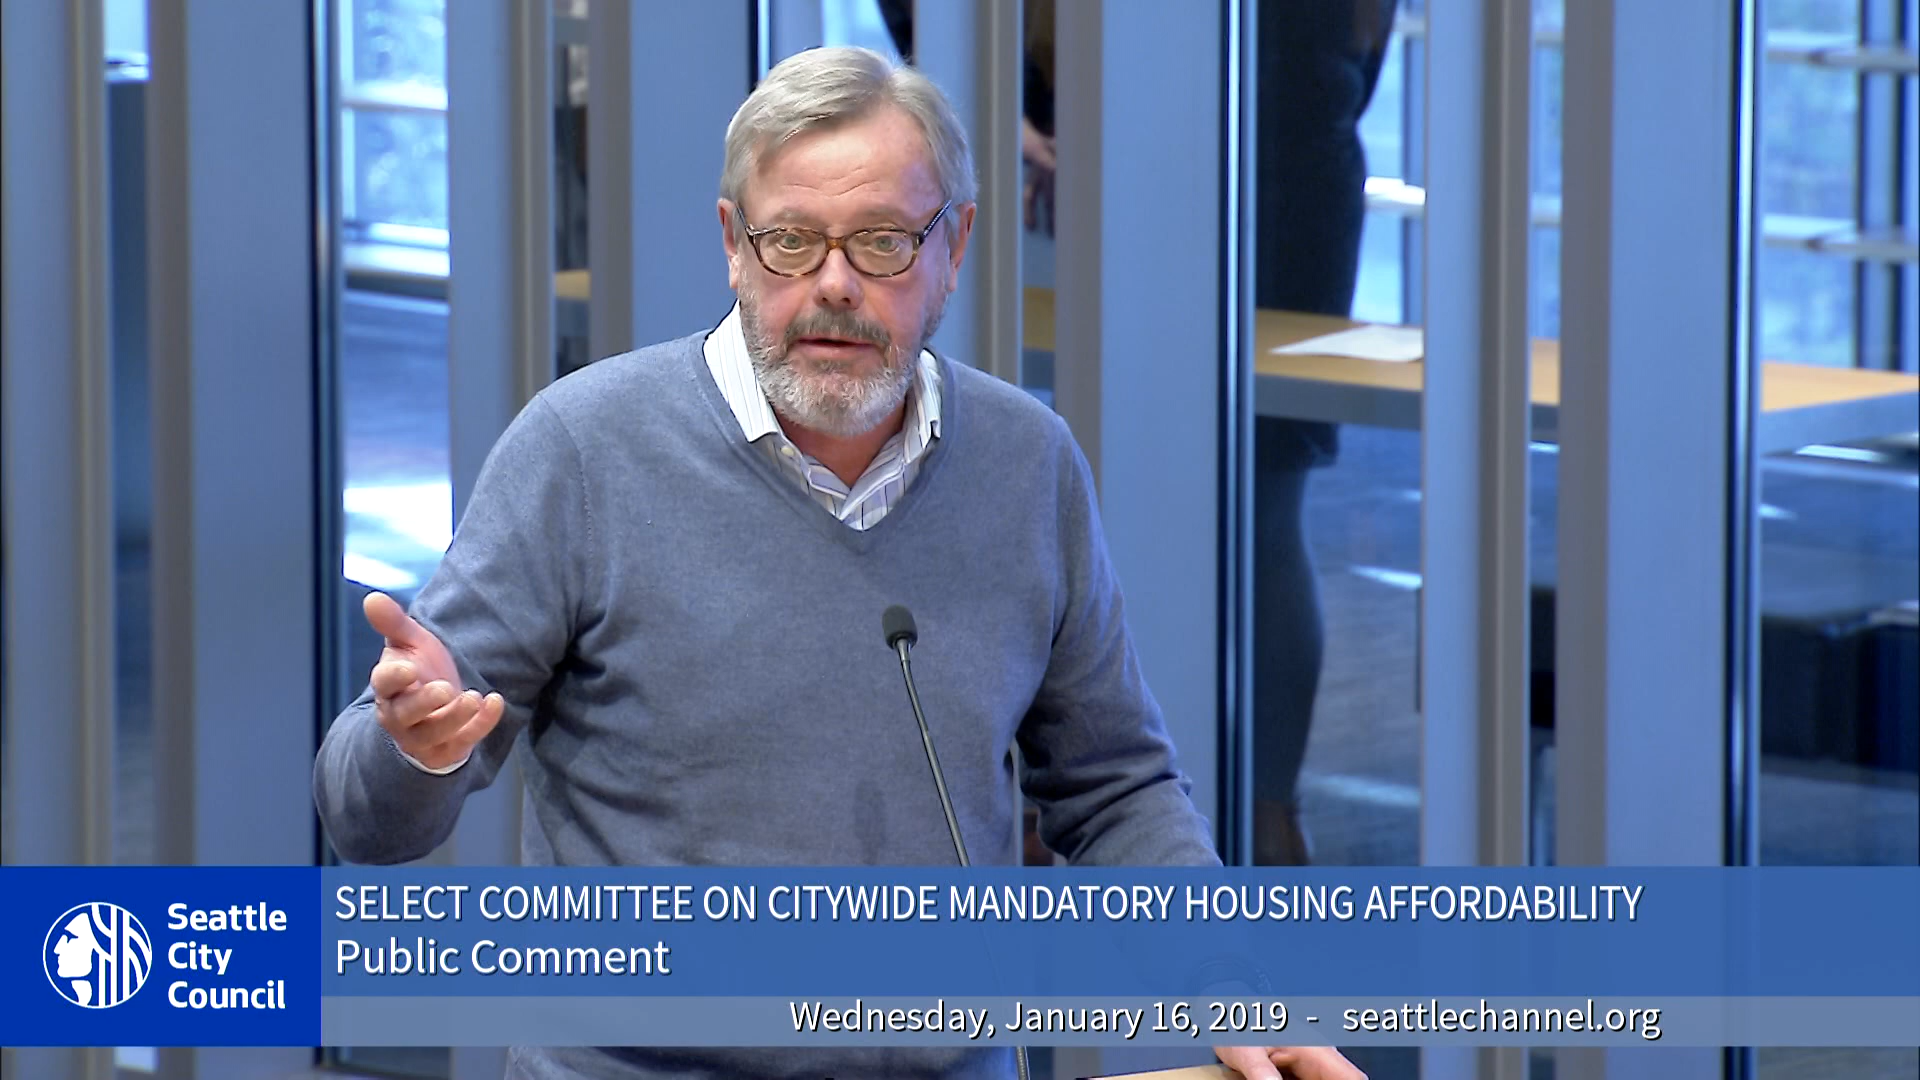 SELECT COMMITTEE ON CITYWIDE MANDATORY HOUSING AFFORDABILITY
Public Comment
Seattle
City
Council
Wednesday, January 16, 2019 - seattlechannel.org